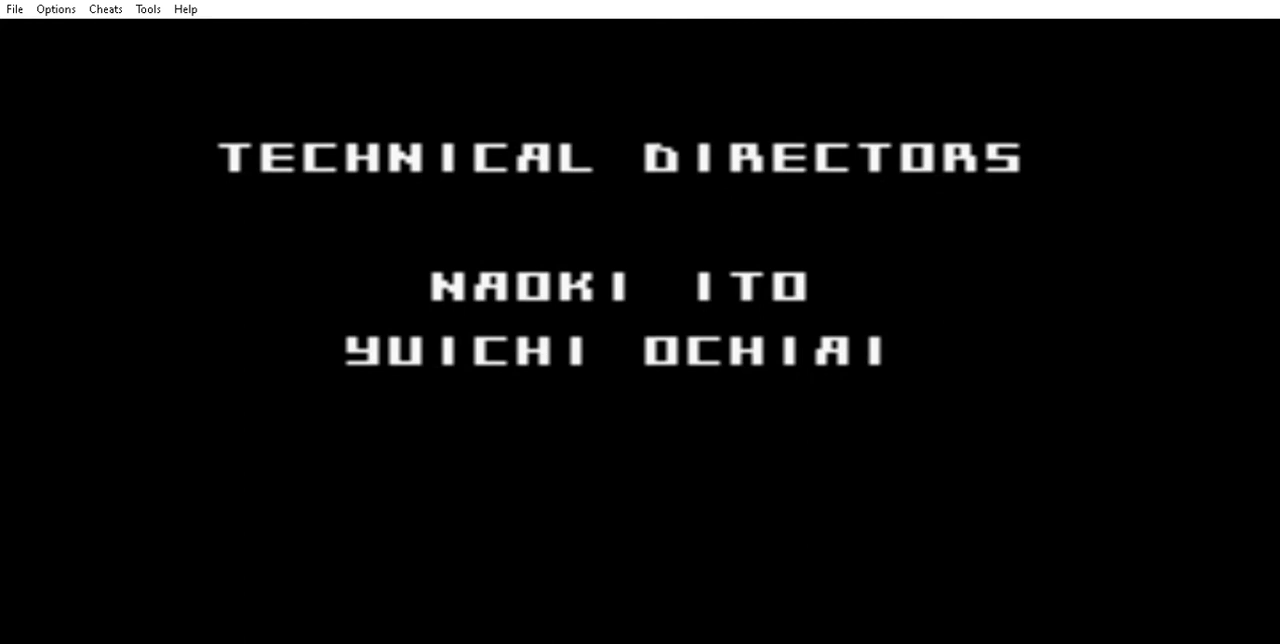 File Options Cheats Tools Help
TECHNICAL DIRECTORS
NAOKI ITO
YUICHI OCHIAI